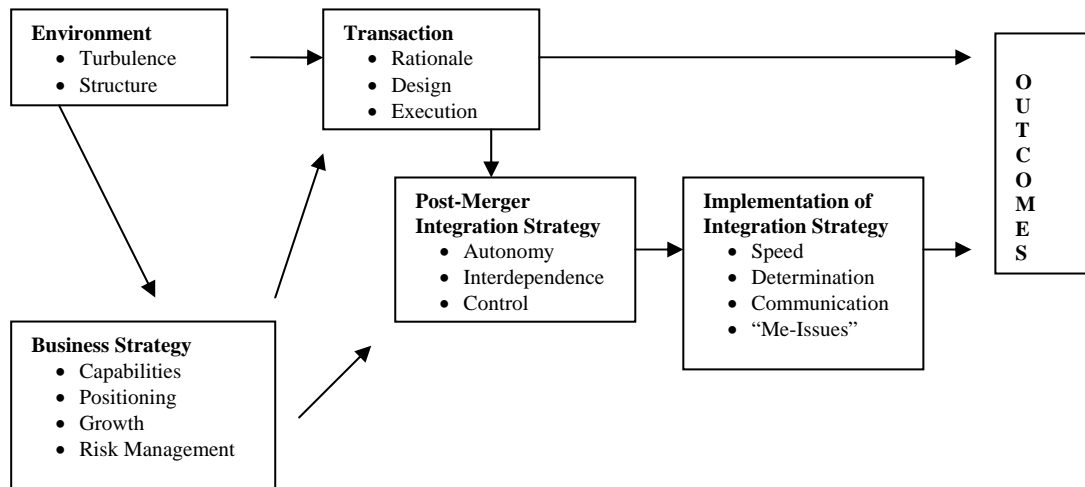 Environment
• Turbulence
• Structure
Transaction
• Rationale
• Design
• Execution
O
U
T
C
O
M
E
S
Post-Merger
Integration Strategy
• Autonomy
• Interdependence
• Control
Implementation of
Integration Strategy
• Speed
• Determination
• Communication
• “Me-Issues”
Business Strategy
• Capabilities
• Positioning
• Growth
• Risk Management